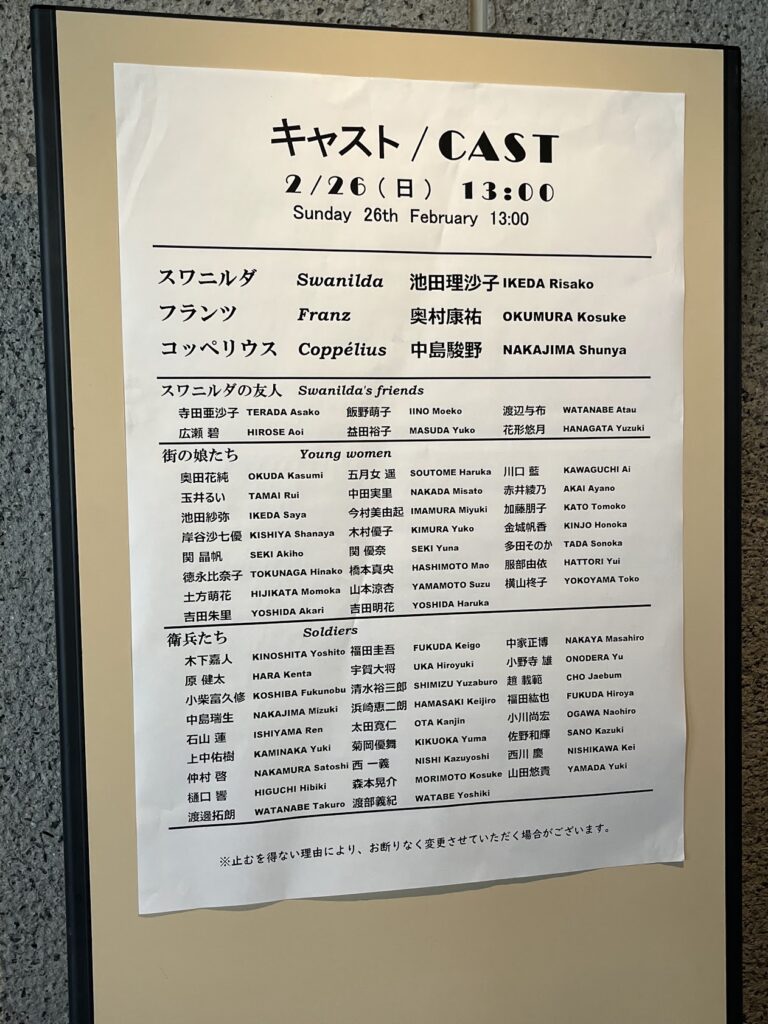 キャスト / CAST
2/26(日) 13:00
Sunday 26th February 13:00
スワニルダ Swanilda 池田理沙子 IKEDA Risako
フランツ Franz 奥村康祐 OKUMURA Kosuke
コッペリウス Coppélius 中島駿野 NAKAJIMA Shunya
スワニルダの友人 Swanilda's friends
寺田亜沙子 TERADA Asako 飯野萌子 IINO Moeko 渡辺与布 WATANABE Atau
広瀬 碧 HIROSE Aoi 益田裕子 MASUDA Yuko 花形悠月 HANAGATA Yuzuki
街の娘たち Young women
奥田花純 OKUDA Kasumi 五月女 遥 SOUTOME Haruka 川口 藍 KAWAGUCHI Ai
玉井るい TAMAI Rui 中田実里 NAKADA Misato 赤井綾乃 AKAI Ayano
池田紗弥 IKEDA Saya 今村美由起 IMAMURA Miyuki 加藤朋子 KATO Tomoko
岸谷沙七優 KISHIYA Shanaya 木村優子 KIMURA Yuko 金城帆香 KINJO Honoka
関 晶帆 SEKI Akiho 関 優奈 SEKI Yuna 多田そのか TADA Sonoka
徳永比奈子 TOKUNAGA Hinako 橋本真央 HASHIMOTO Mao 服部由依 HATTORI Yui
土方萌花 HIJIKATA Momoka 山本涼杏 YAMAMOTO Suzu 横山柊子 YOKOYAMA Toko
吉田朱里 YOSHIDA Akari 吉田明花 YOSHIDA Haruka
衛兵たち Soldiers
木下嘉人 KINOSHITA Yoshito 福田圭吾 FUKUDA Keigo 中家正博 NAKAYA Masahiro
原 健太 HARA Kenta 宇賀大将 UKA Hiroyuki 小野寺 雄 ONODERA Yu
小柴富久修 KOSHIBA Fukunobu 清水裕三郎 SHIMIZU Yuzaburo 趙 載範 CHO Jaebum
中島瑞生 NAKAJIMA Mizuki 浜崎恵二朗 HAMASAKI Keijiro 福田紘也 FUKUDA Hiroya
石山 蓮 ISHIYAMA Ren 太田寛仁 OTA Kanjin 小川尚宏 OGAWA Naohiro
上中佑樹 KAMINAKA Yuki 菊岡優舞 KIKUOKA Yuma 佐野和輝 SANO Kazuki
仲村 啓 NAKAMURA Satoshi 西 一義 NISHI Kazuyoshi 西川 慶 NISHIKAWA Kei
樋口 響 HIGUCHI Hibiki 森本晃介 MORIMOTO Kosuke 山田悠貴 YAMADA Yuki
渡邊拓朗 WATANABE Takuro 渡部義紀 WATABE Yoshiki
※止むを得ない理由により、お断りなく変更させていただく場合がございます。